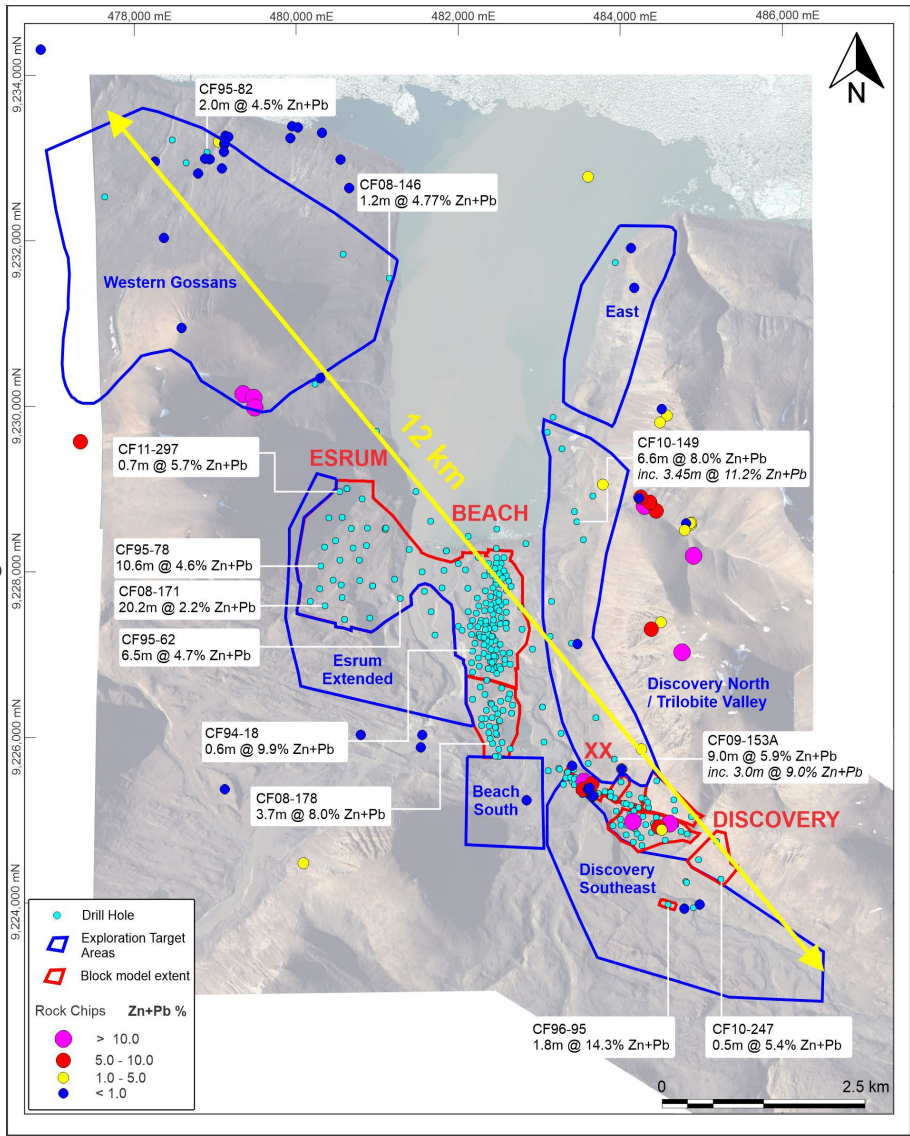 478,000 mE
480,000 mE
482,000 mE
484,000 mE
486,000 mE
9,234,000 mN
9,232,000 mN
9,230,000 mN
9,228,000 mN
9,226,000 mN
9,224,000 mN
N
CF95-82
2.0m @ 4.5% Zn+Pb
CF08-146
1.2m @ 4.77% Zn+Pb
Western Gossans
East
12 km
CF11-297
0.7m @ 5.7% Zn+Pb
ESRUM
CF10-149
6.6m @ 8.0% Zn+Pb
inc. 3.45m @ 11.2% Zn+Pb
BEACH
CF95-78
10.6m @ 4.6% Zn+Pb
CF08-171
20.2m @ 2.2% Zn+Pb
CF95-62
6.5m @ 4.7% Zn+Pb
Esrum
Extended
Discovery North
/ Trilobite Valley
CF94-18
0.6m @ 9.9% Zn+Pb
CF09-153A
9.0m @ 5.9% Zn+Pb
inc. 3.0m @ 9.0% Zn+Pb
XX
CF08-178
3.7m @ 8.0% Zn+Pb
Beach
South
DISCOVERY
Discovery
Southeast
CF96-95
1.8m @ 14.3% Zn+Pb
CF10-247
0.5m @ 5.4% Zn+Pb
Drill Hole
Exploration Target
Areas
Block model extent
Rock Chips Zn+Pb %
> 10.0
5.0 - 10.0
1.0 - 5.0
< 1.0
0 2.5 km